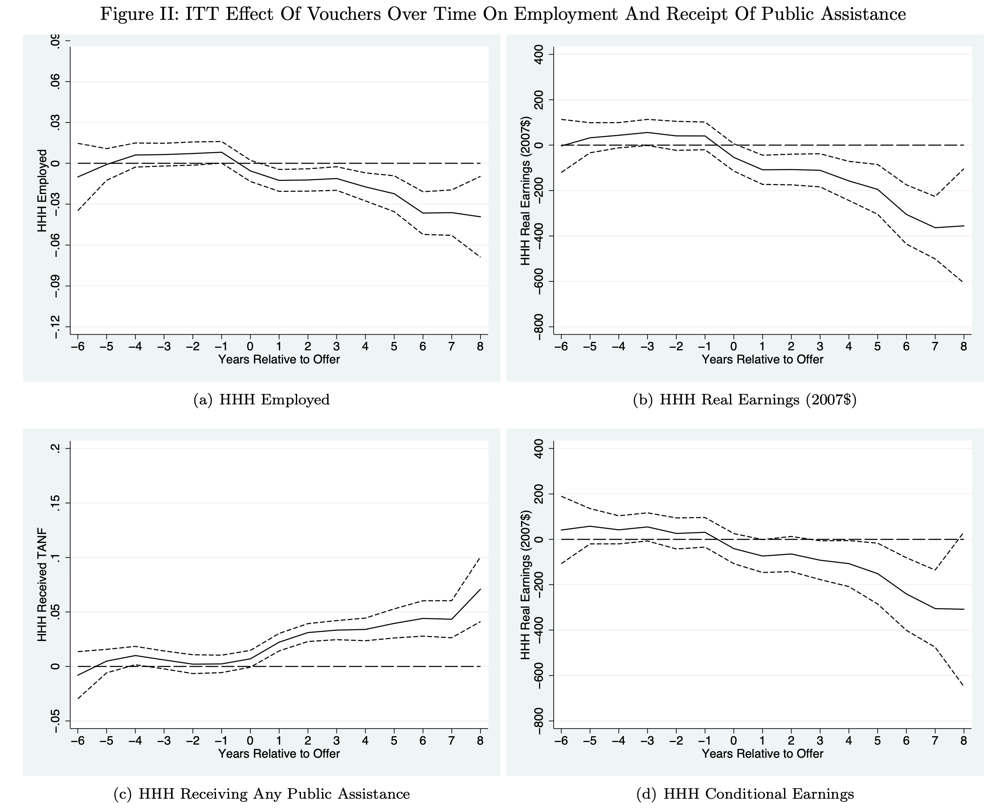 Figure II: ITT Effect Of Vouchers Over Time On Employment And Receipt Of Public Assistance
HHH Employed
.09
.06
.03
0
−.03
−.06
−.09
−.12
−6 −5 −4 −3 −2 −1 0 1 2 3 4 5 6 7 8
Years Relative to Offer
(a) HHH Employed
HHH Real Earnings (2007$)
400
200
0
−200
−400
−600
−800
−6 −5 −4 −3 −2 −1 0 1 2 3 4 5 6 7 8
Years Relative to Offer
(b) HHH Real Earnings (2007$)
HHH Received TANF
.2
.15
.1
.05
0
−.05
−6 −5 −4 −3 −2 −1 0 1 2 3 4 5 6 7 8
Years Relative to Offer
(c) HHH Receiving Any Public Assistance
HHH Real Earnings (2007$)
400
200
0
−200
−400
−600
−800
−6 −5 −4 −3 −2 −1 0 1 2 3 4 5 6 7 8
Years Relative to Offer
(d) HHH Conditional Earnings